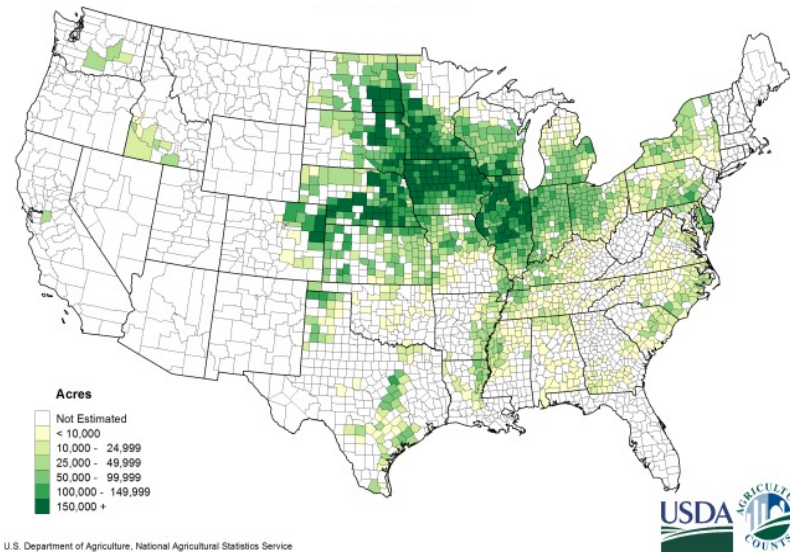 Acres
Not Estimated
< 10,000
10,000 - 24,999
25,000 - 49,999
50,000 - 99,999
100,000 - 149,999
150,000 +
USDA
AGRICULTURE
COUNTS
U.S. Department of Agriculture, National Agricultural Statistics Service